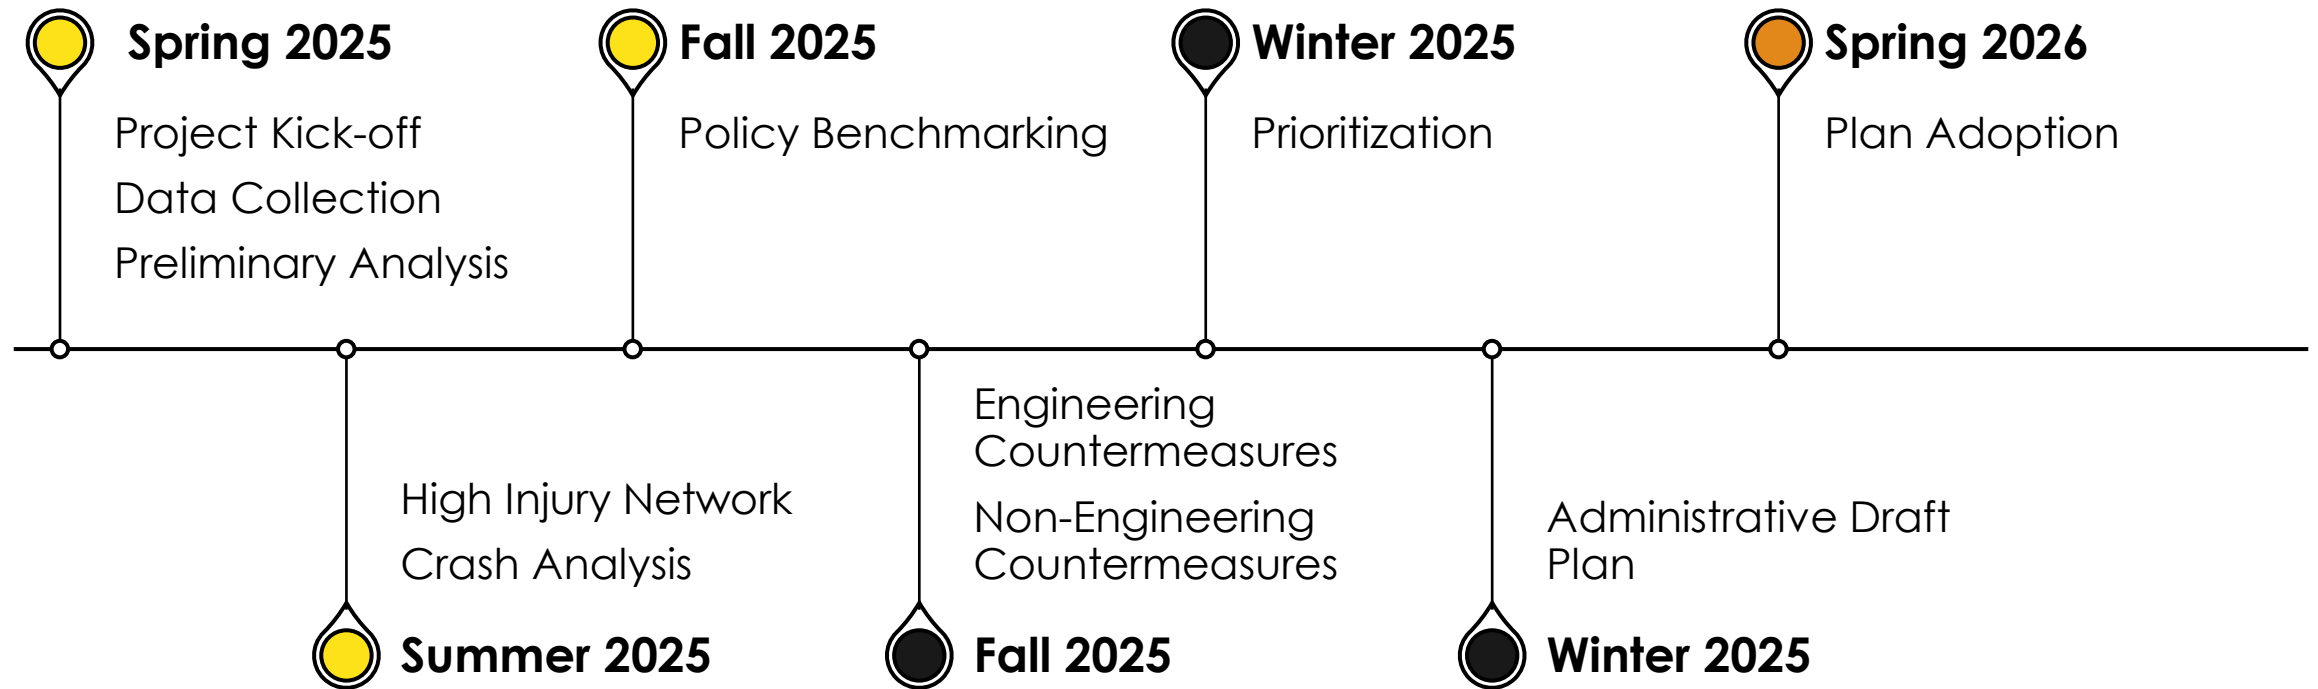 Spring 2025
Project Kick-off
Data Collection
Preliminary Analysis
High Injury Network
Crash Analysis
Summer 2025
Fall 2025
Policy Benchmarking
Engineering
Countermeasures
Non-Engineering
Countermeasures
Fall 2025
Winter 2025
Prioritization
Administrative Draft
Plan
Winter 2025
Spring 2026
Plan Adoption